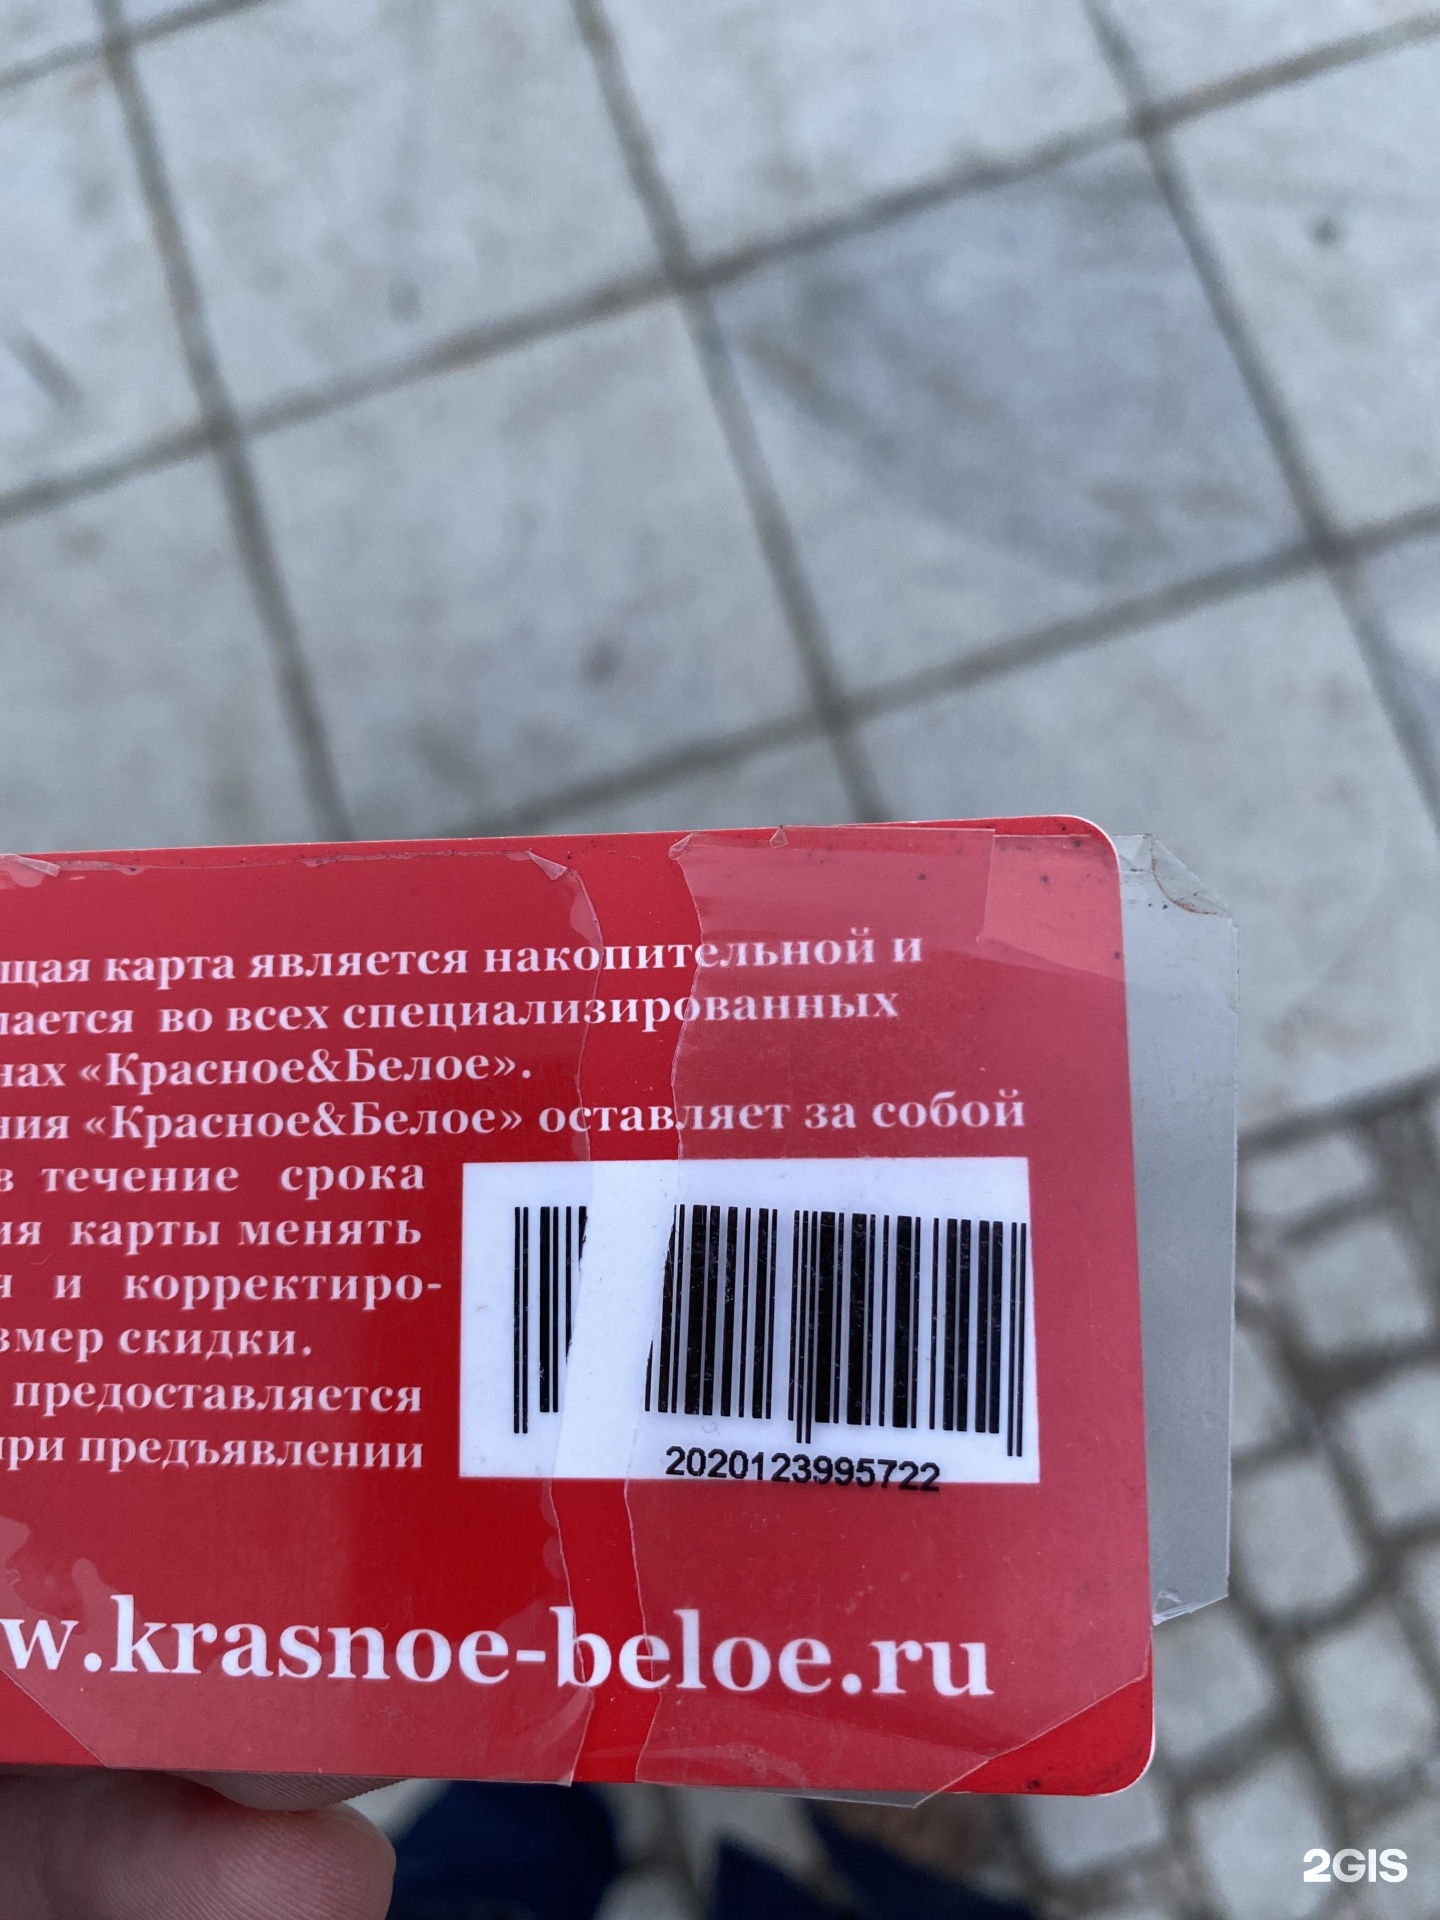 щая карта является накопительной и
мается во всех специализированных
нах «Красное&Белое».
ния «Красное&Белое» оставляет за собой
в течение срока
ия карты менять
я и корректиро-
змер скидки.
предоставляется
при предъявлении
2020123995722
w.krasnoe-beloe.ru
2GIS